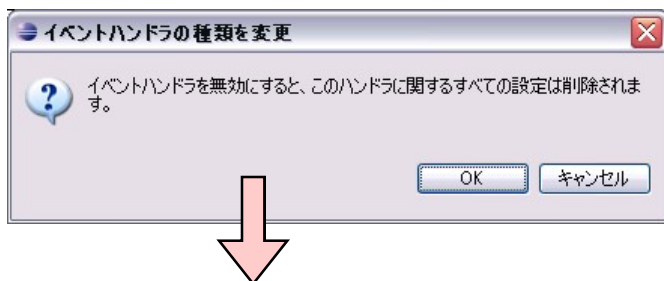 イベントハンドラの種類を変更
イベントハンドラを無効にすると、このハンドラに関するすべての設定は削除されま
す。
OK
キャンセル